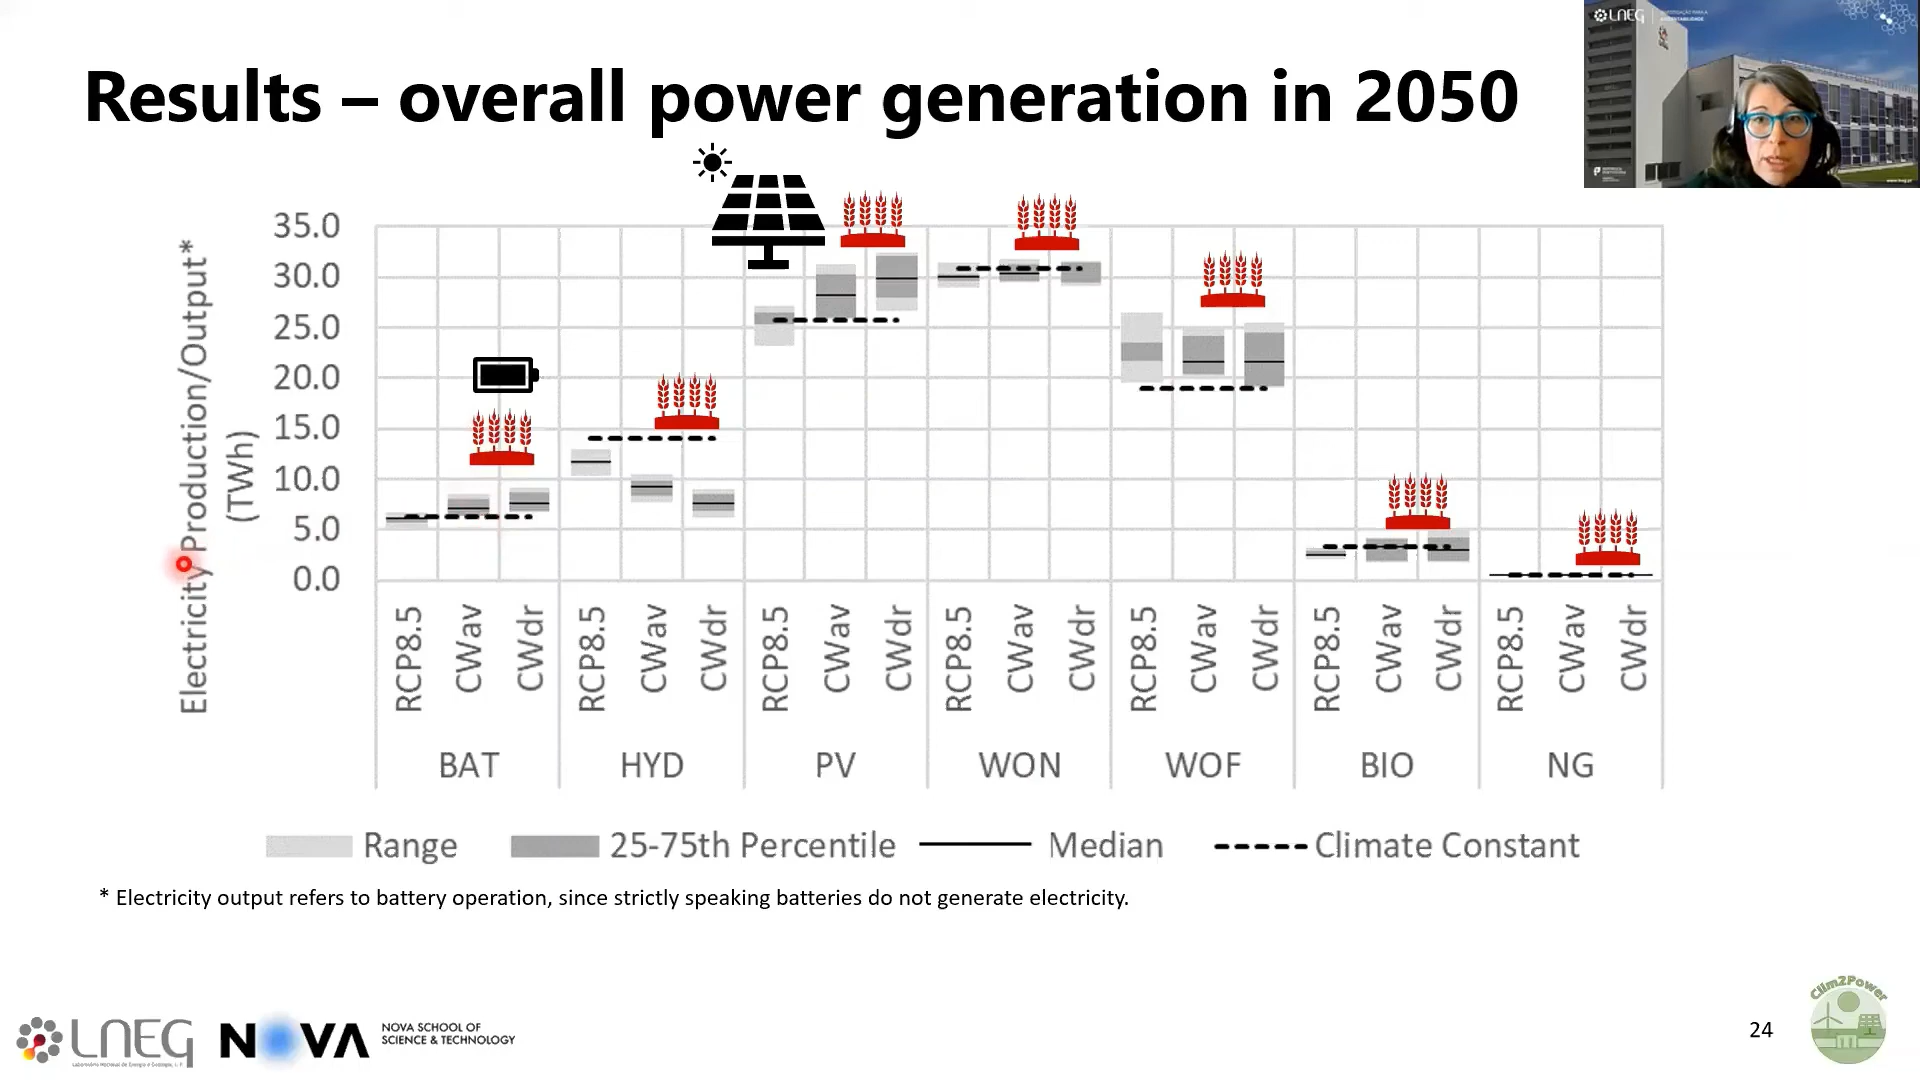 LNEG
Results – overall power generation in 2050
35.0
30.0
25.0
20.0
15.0
10.0
5.0
0.0
Electricity Production/Output*
(TWh)
RCP8.5 CWav CWdr RCP8.5 CWav CWdr RCP8.5 CWav CWdr RCP8.5 CWav CWdr RCP8.5 CWav CWdr RCP8.5 CWav CWdr RCP8.5 CWav CWdr
BAT HYD PV WON WOF BIO NG
Range 25-75th Percentile Median Climate Constant
* Electricity output refers to battery operation, since strictly speaking batteries do not generate electricity.
Clim2Power
LNEG
NOVA
NOVA SCHOOL OF
SCIENCE & TECHNOLOGY
24